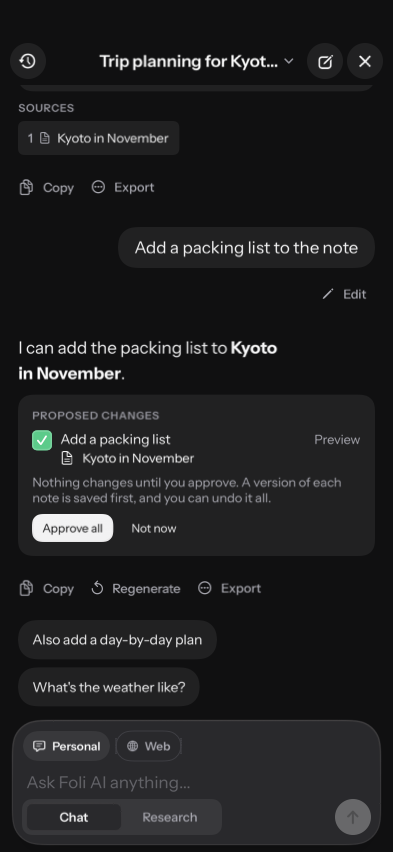 Trip planning for Kyot...
SOURCES
1 Kyoto in November
Copy Export
Add a packing list to the note
Edit
I can add the packing list to Kyoto
in November.
PROPOSED CHANGES
Add a packing list Preview
Kyoto in November
Nothing changes until you approve. A version of each
note is saved first, and you can undo it all.
Approve all Not now
Copy Regenerate Export
Also add a day-by-day plan
What's the weather like?
Personal Web
Ask Foli AI anything...
Chat Research